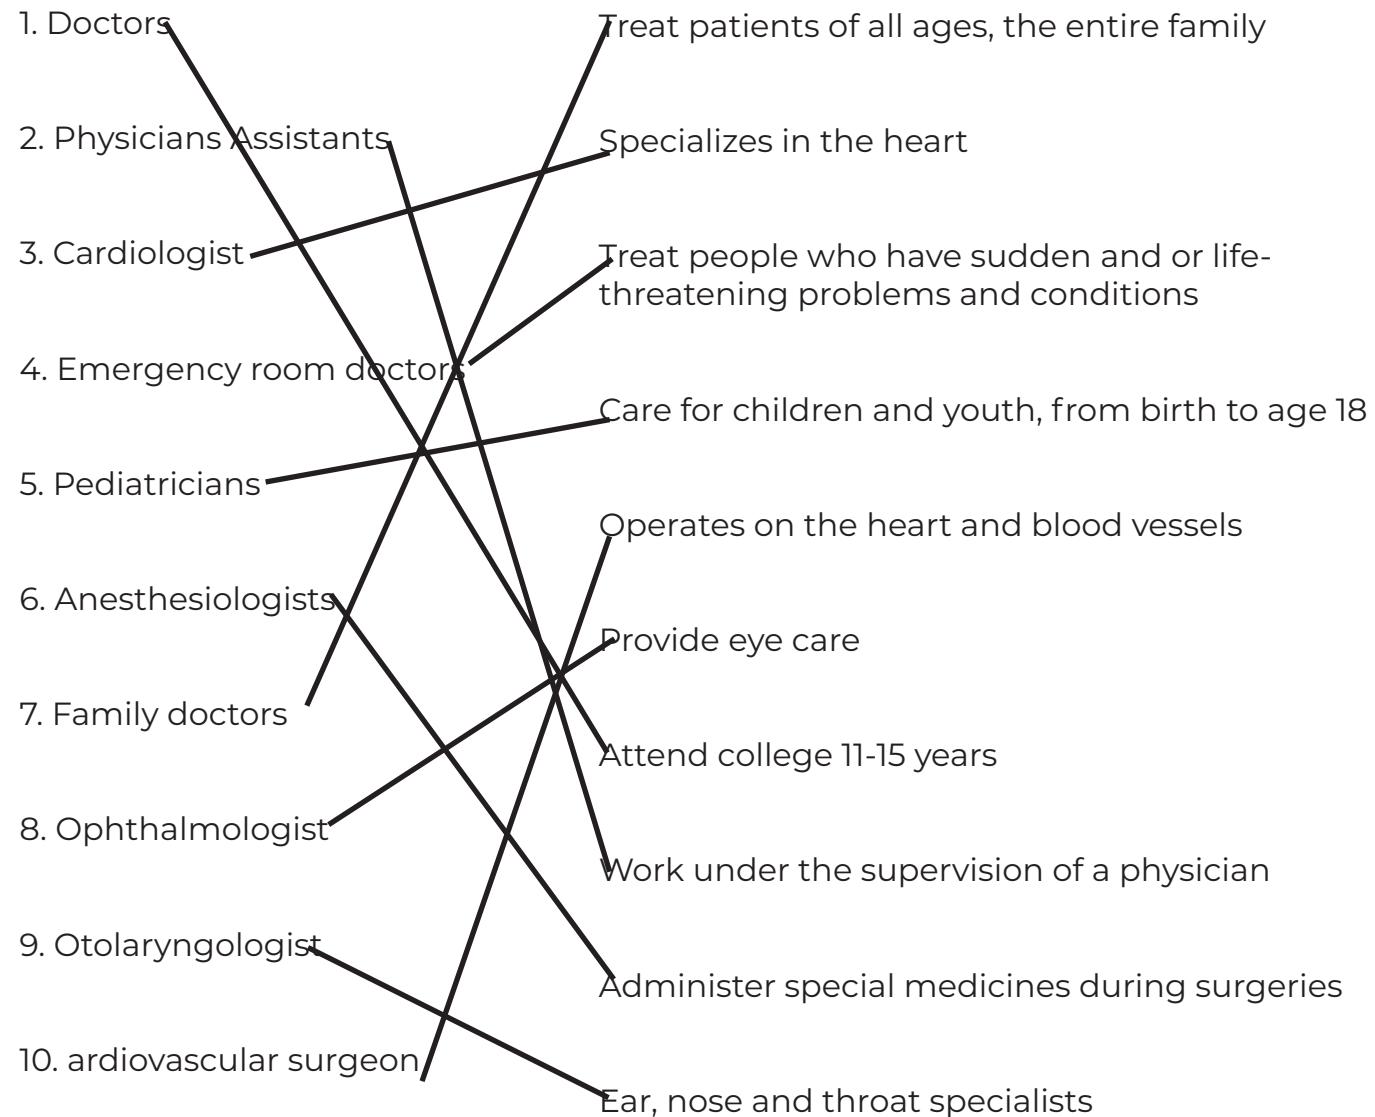 1. Doctors
Treat patients of all ages, the entire family
2. Physicians Assistants
Specializes in the heart
3. Cardiologist
Treat people who have sudden and or life-
threatening problems and conditions
4. Emergency room doctors
Care for children and youth, from birth to age 18
5. Pediatricians
Operates on the heart and blood vessels
6. Anesthesiologists
Provide eye care
7. Family doctors
Attend college 11-15 years
8. Ophthalmologist
Work under the supervision of a physician
9. Otolaryngologist
Administer special medicines during surgeries
10. ardiovascular surgeon
Ear, nose and throat specialists